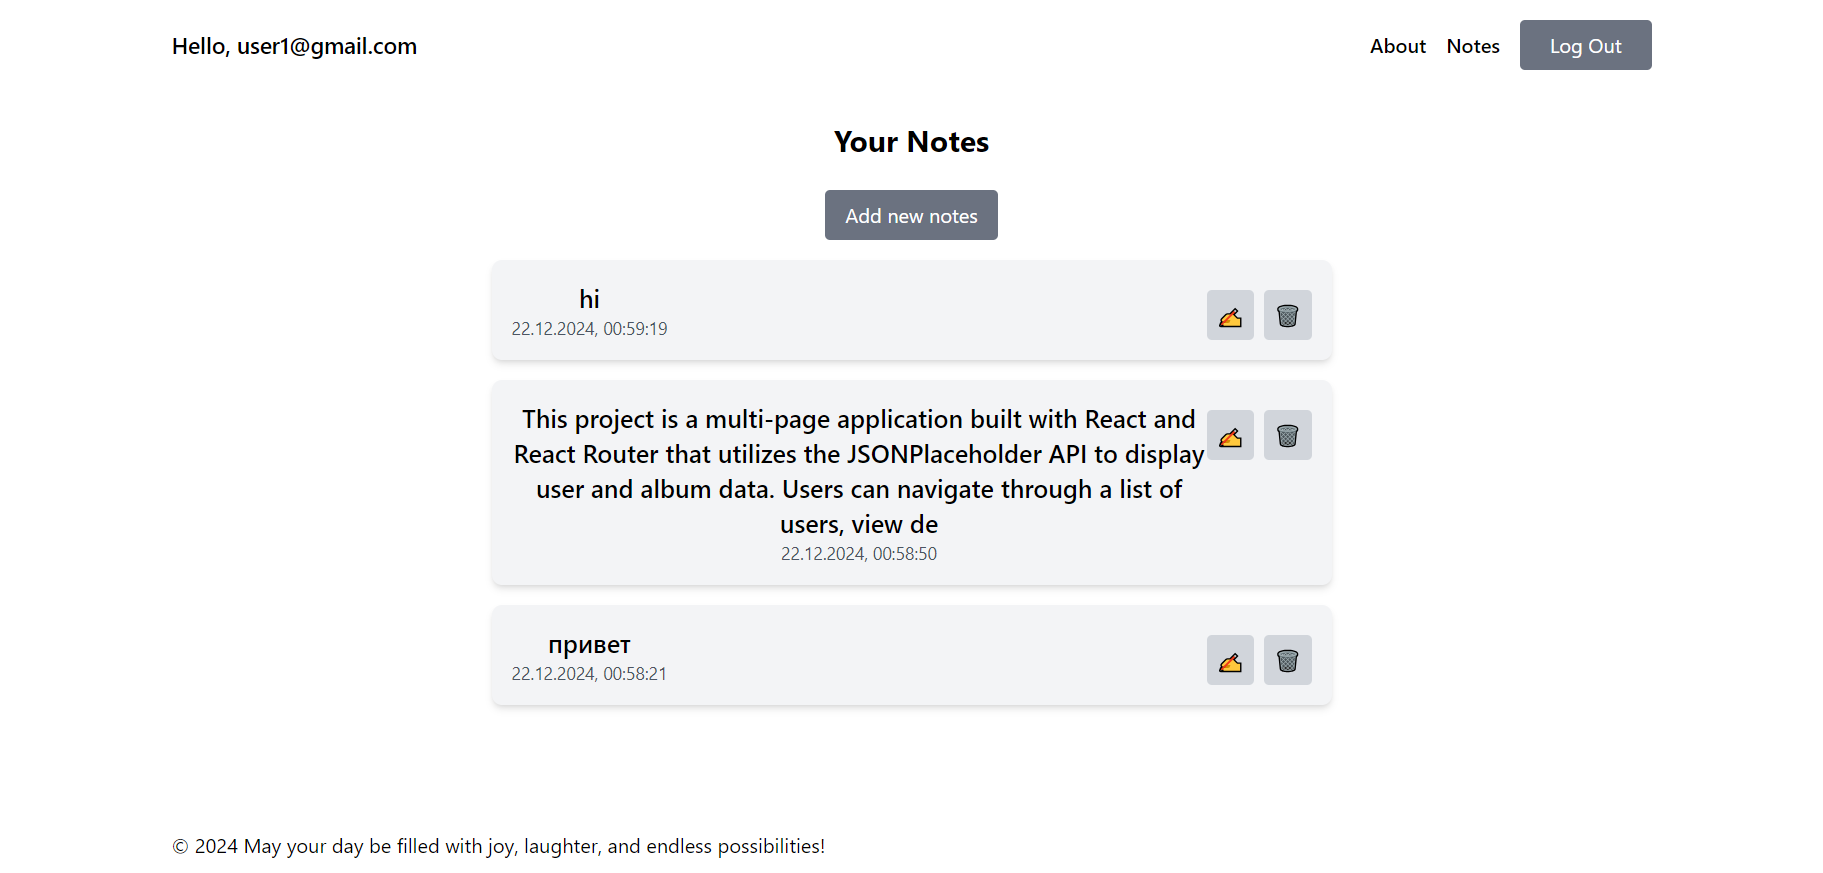 Hello, user1@gmail.com
About
Notes
Log Out
Your Notes
Add new notes
hi
22.12.2024, 00:59:19
This project is a multi-page application built with React and
React Router that utilizes the JSONPlaceholder API to display
user and album data. Users can navigate through a list of
users, view de
22.12.2024, 00:58:50
привет
22.12.2024, 00:58:21
© 2024 May your day be filled with joy, laughter, and endless possibilities!